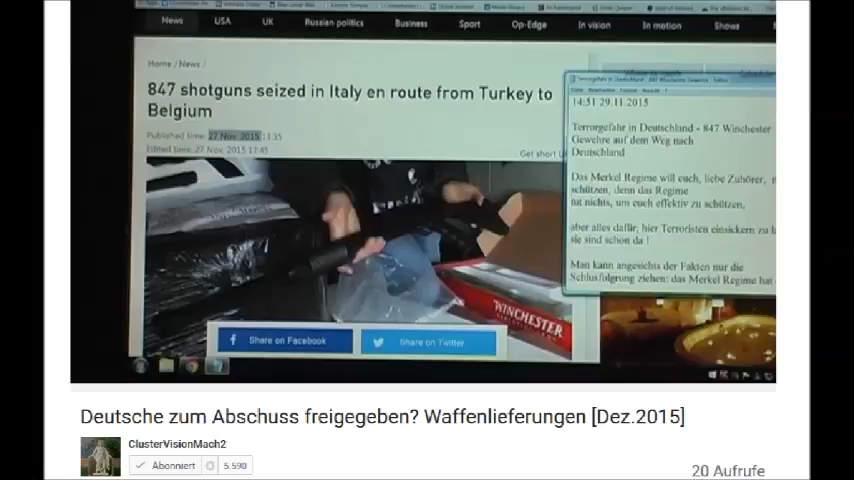 News USA UK Russian politics Business Sport Op-Edge In vision In motion Shows
Home / News /
847 shotguns seized in Italy en route from Turkey to
Belgium
Published time: 27 Nov, 2015 13:35
Edited time: 27 Nov, 2015 17:45
Get short
WINCHESTER
Share on Facebook
Share on Twitter
14:51 29.11.2015
Terrorgefahr in Deutschland - 847 Winchester
Gewehre auf dem Weg nach
Deutschland
Das Merkel Regime will euch, liebe Zuhörer,
schützen, denn das Regime
tut nichts, um euch effektiv zu schützen,
aber alles dafür, hier Terroristen einsickern zu
sie sind schon da !
Man kann angesichts der Fakten nur die
Schlusfolgrung ziehen: das Merkel Regime hat
Deutsche zum Abschuss freigegeben? Waffenlieferungen [Dez.2015]
ClusterVisionMach2
Abonniert 5.590
20 Aufrufe